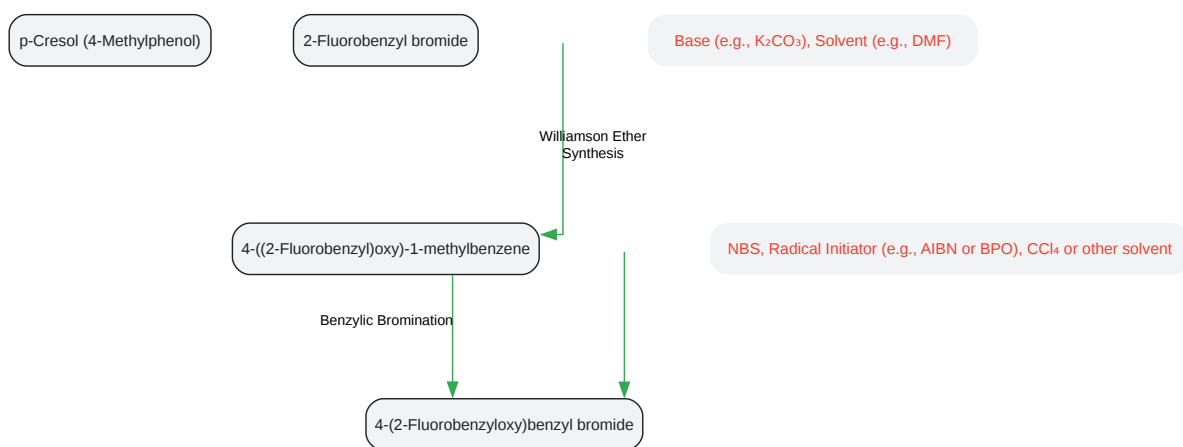 p-Cresol (4-Methylphenol)
2-Fluorobenzyl bromide
Base (e.g., K₂CO₃), Solvent (e.g., DMF)
Williamson Ether
Synthesis
4-((2-Fluorobenzyl)oxy)-1-methylbenzene
NBS, Radical Initiator (e.g., AIBN or BPO), CCl₄ or other solvent
Benzylic Bromination
4-(2-Fluorobenzyloxy)benzyl bromide